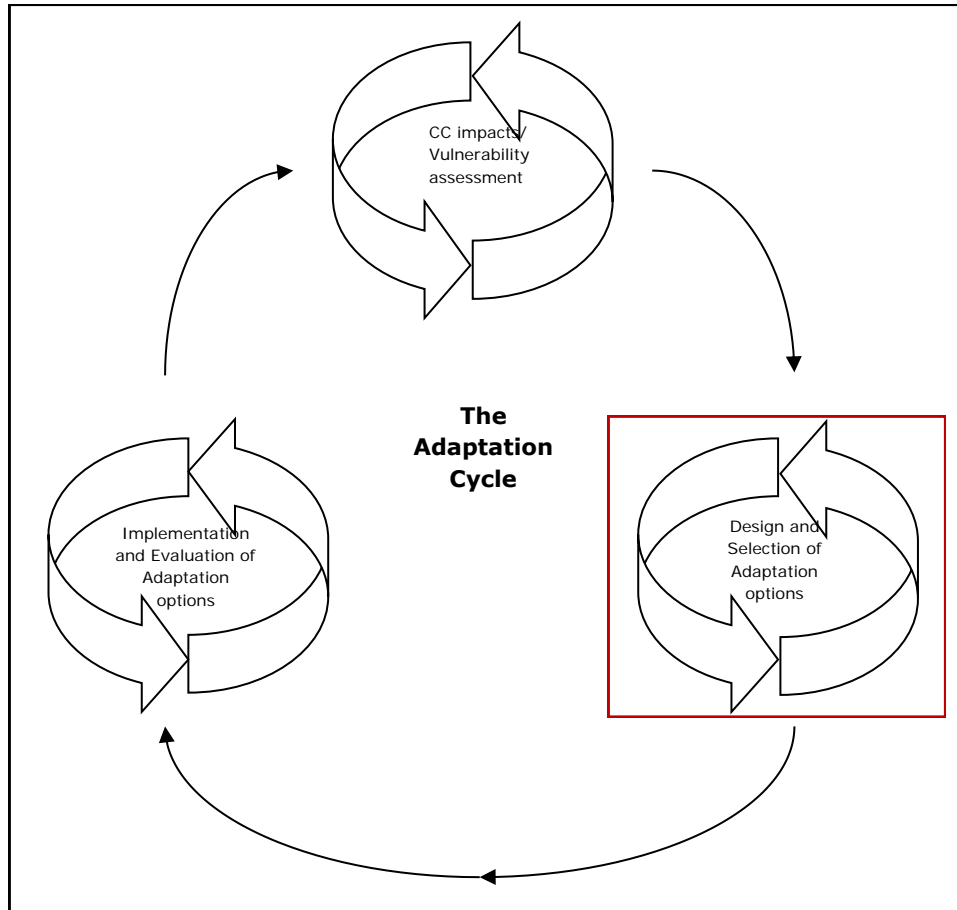 CC impacts/
Vulnerability
assessment
The
Adaptation
Cycle
Implementation
and Evaluation of
Adaptation
options
Design and
Selection of
Adaptation
options